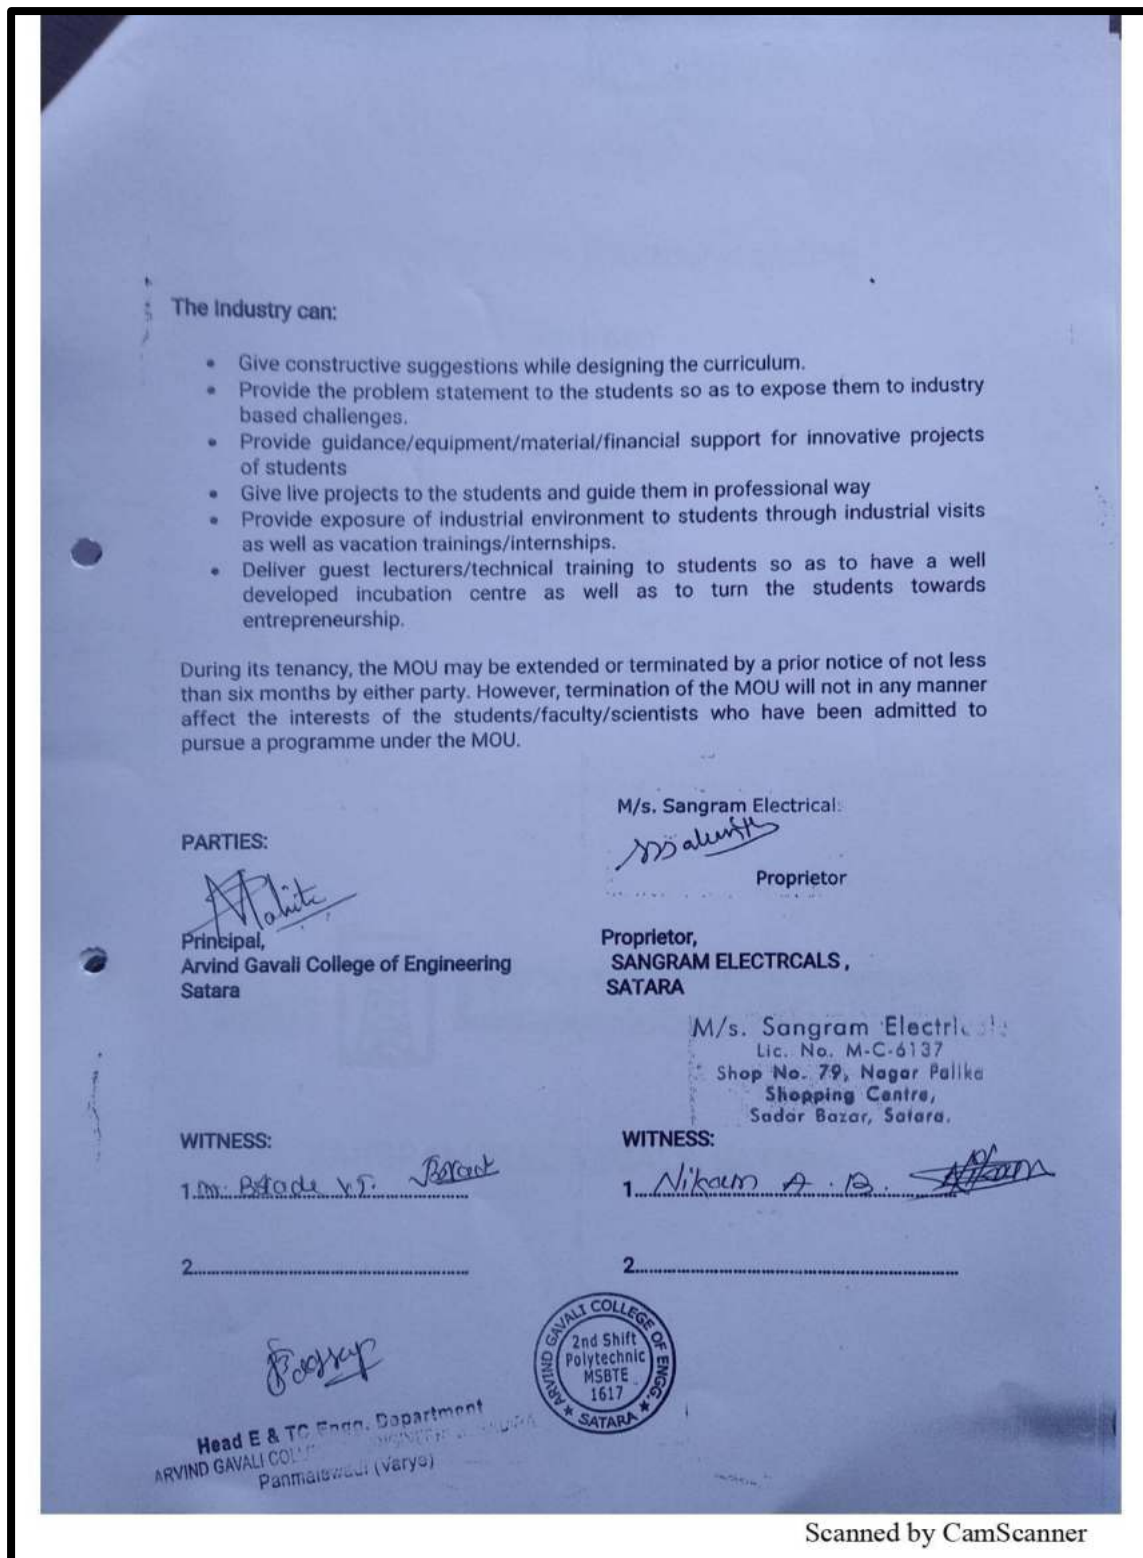 The Industry can:
• Give constructive suggestions while designing the curriculum.
• Provide the problem statement to the students so as to expose them to industry
based challenges.
• Provide guidance/equipment/material/financial support for innovative projects
of students
• Give live projects to the students and guide them in professional way
• Provide exposure of industrial environment to students through industrial visits
as well as vacation trainings/internships.
• Deliver guest lecturers/technical training to students so as to have a well
developed incubation centre as well as to turn the students towards
entrepreneurship.
During its tenancy, the MOU may be extended or terminated by a prior notice of not less
than six months by either party. However, termination of the MOU will not in any manner
affect the interests of the students/faculty/scientists who have been admitted to
pursue a programme under the MOU.
M/s. Sangram Electrical
PARTIES:
Proprietor
Principal,
Arvind Gavali College of Engineering
Satara
Proprietor,
SANGRAM ELECTRCALS ,
SATARA
M/s. Sangram
Lic. No. M-C-6137
Shop No. 79, Nagar Palika
Shopping Centre,
Sadar Bazar, Satara.
WITNESS:
WITNESS:
1.
1. Nikam A. B.
2.
2.
ARVIND GAVALI COLLEGE OF ENGG.
2nd Shift
Polytechnic
MSBTE
1617
SATARA
Head E & TC Engg. Department
ARVIND GAVALI
(Varye)
Scanned by CamScanner